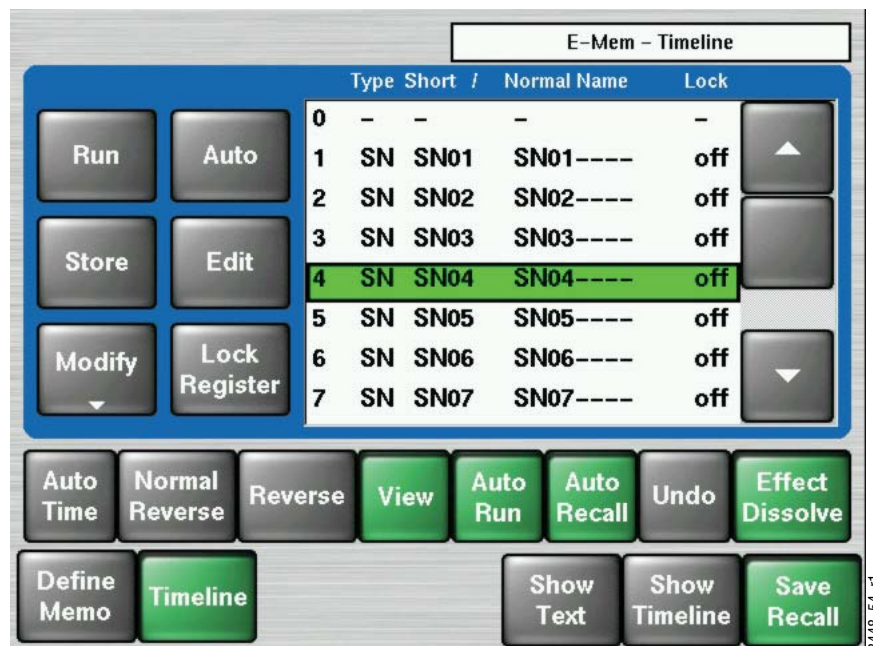 E-Mem – Timeline
Type Short / Normal Name Lock
0 – – – –
1 SN SN01 SN01---- off
2 SN SN02 SN02---- off
3 SN SN03 SN03---- off
4 SN SN04 SN04---- off
5 SN SN05 SN05---- off
6 SN SN06 SN06---- off
7 SN SN07 SN07---- off
Run Auto
Store Edit
Modify Lock
Register
Auto
Time
Normal
Reverse
Reverse
View
Auto
Run
Auto
Recall
Undo
Effect
Dissolve
Define
Memo
Timeline
Show
Text
Show
Timeline
Save
Recall